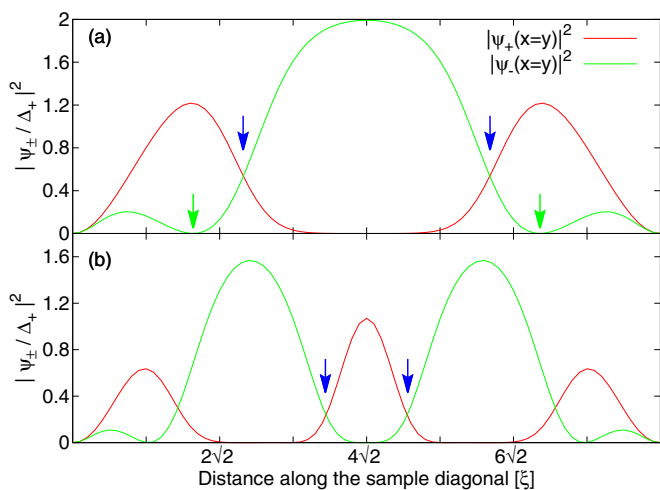 (a)
|ψ₊(x=y)|²
|ψ₋(x=y)|²
|ψ± / Δ₊|²
2
1.6
1.2
0.8
0.4
0
(b)
|ψ± / Δ₊|²
1.6
1.2
0.8
0.4
0
2√2 4√2 6√2
Distance along the sample diagonal [ξ]